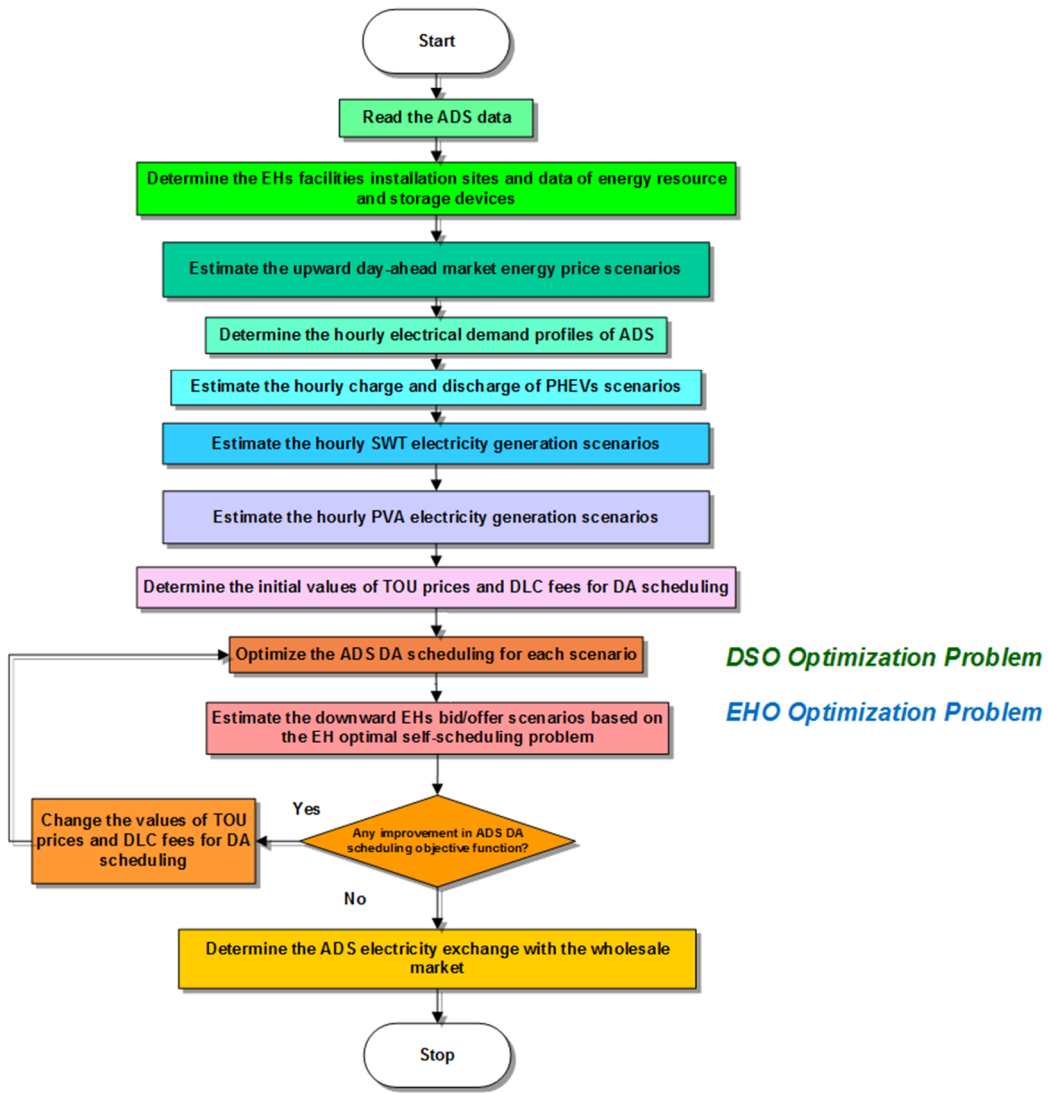 Start
Read the ADS data
Determine the EHs facilities installation sites and data of energy resource
and storage devices
Estimate the upward day-ahead market energy price scenarios
Determine the hourly electrical demand profiles of ADS
Estimate the hourly charge and discharge of PHEVs scenarios
Estimate the hourly SWT electricity generation scenarios
Estimate the hourly PVA electricity generation scenarios
Determine the initial values of TOU prices and DLC fees for DA scheduling
Optimize the ADS DA scheduling for each scenario
DSO Optimization Problem
Estimate the downward EHs bid/offer scenarios based on
the EH optimal self-scheduling problem
EHO Optimization Problem
Any improvement in ADS DA
scheduling objective function?
Yes
Change the values of TOU
prices and DLC fees for DA
scheduling
No
Determine the ADS electricity exchange with the wholesale
market
Stop